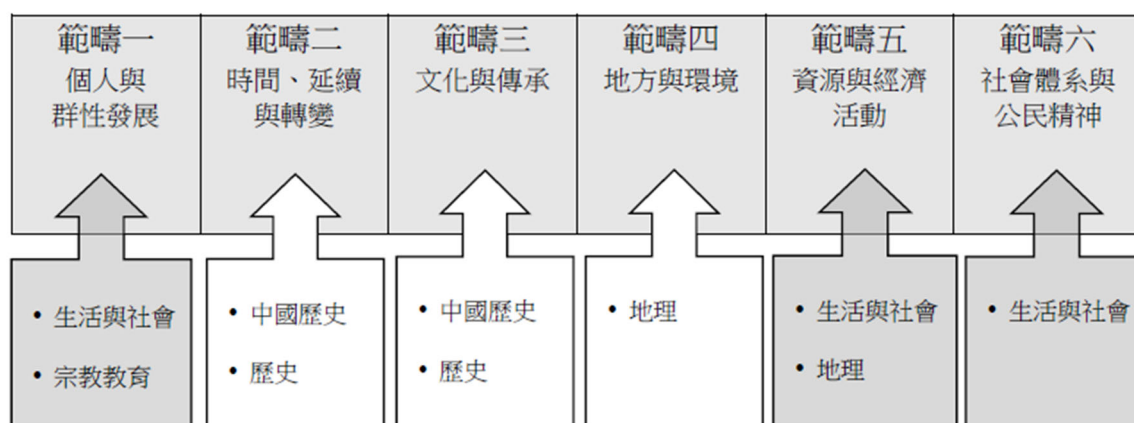 範疇一
個人與
群性發展
範疇二
時間、延續
與轉變
範疇三
文化與傳承
範疇四
地方與環境
範疇五
資源與經濟
活動
範疇六
社會體系與
公民精神
• 生活與社會
• 宗教教育
• 中國歷史
• 歷史
• 中國歷史
• 歷史
• 地理
• 生活與社會
• 地理
• 生活與社會